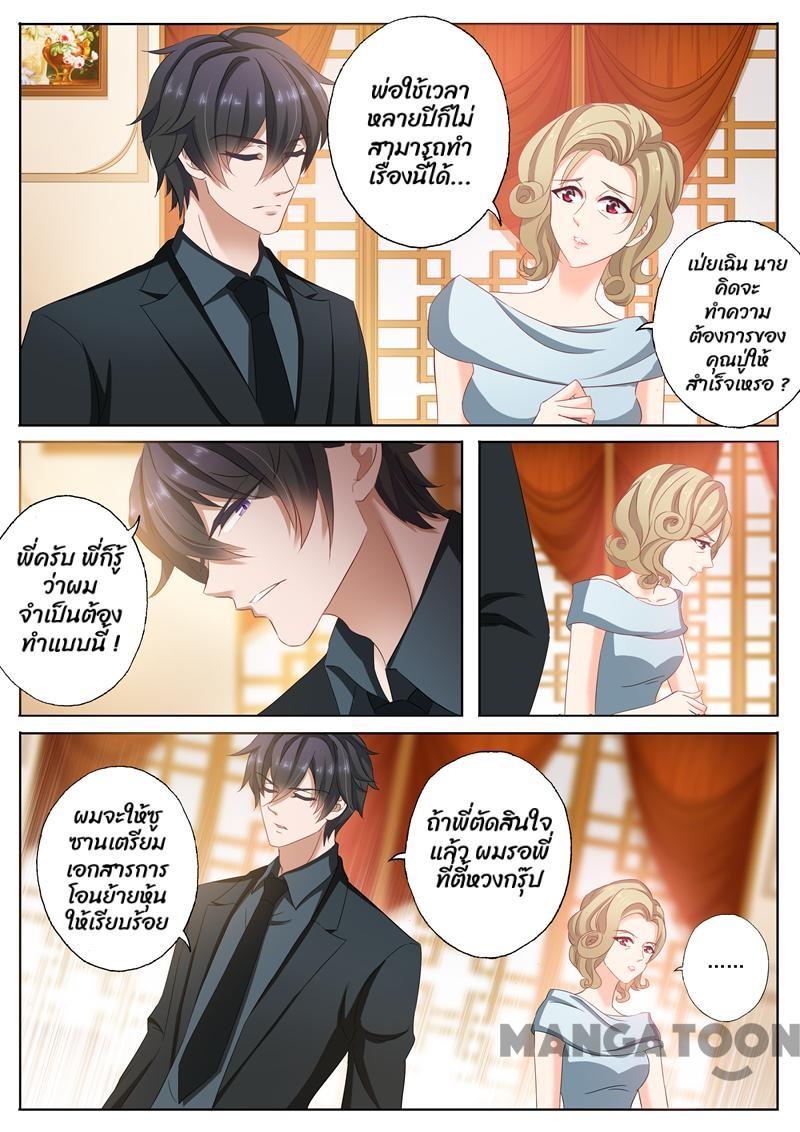 พ่อใช้เวลา
หลายปีก็ไม่
สามารถทำ
เรื่องนี้ได้...
เป่ยเฉิน นาย
คิดจะ
ทำความ
ต้องการของ
คุณปู่ให้
สำเร็จเหรอ ?
พี่ครับ พี่ก็รู้
ว่าผม
จำเป็นต้อง
ทำแบบนี้ !
ผมจะให้ซู
ซานเตรียม
เอกสารการ
โอนย้ายหุ้น
ให้เรียบร้อย
ถ้าพี่ตัดสินใจ
แล้ว ผมรอพี่
ที่ตี้หวงกรุ๊ป
......
MANGATOON